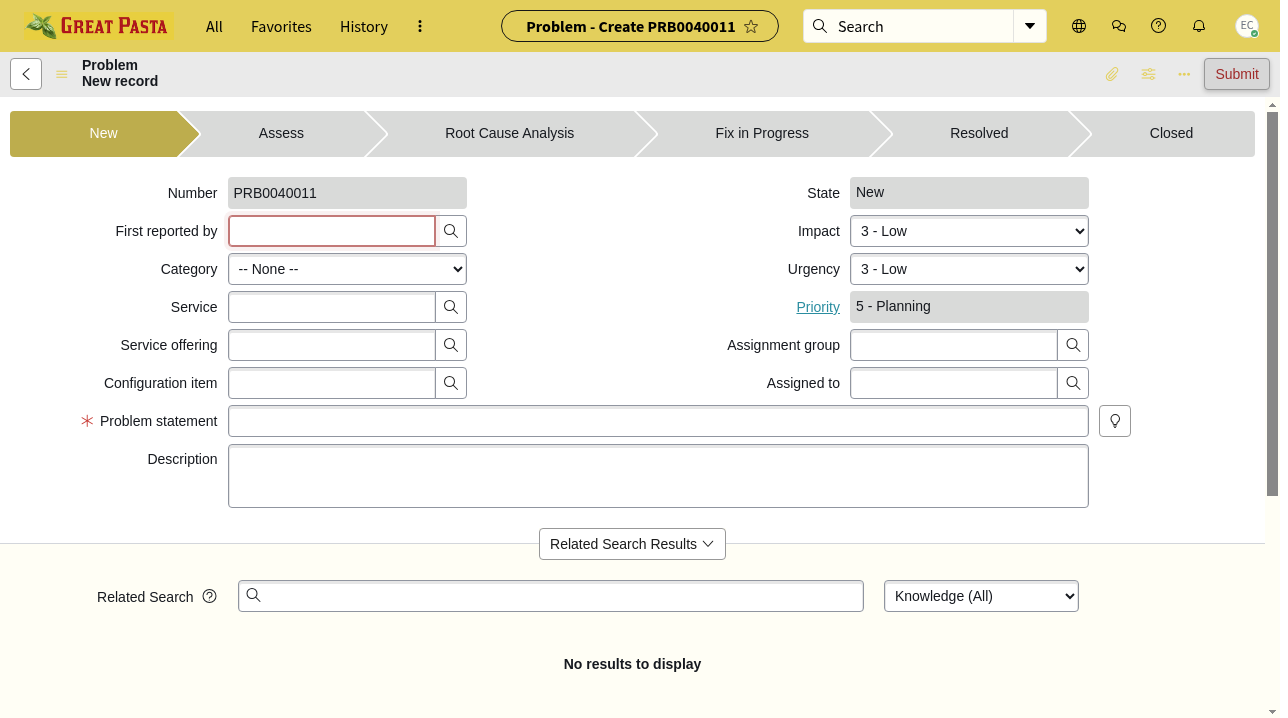 GREAT PASTA
All
Favorites
History
Problem - Create PRB0040011
Search
EC
Problem
New record
Submit
New
Assess
Root Cause Analysis
Fix in Progress
Resolved
Closed
Number
PRB0040011
State
New
First reported by
Impact
3 - Low
Category
-- None --
Urgency
3 - Low
Service
Priority
5 - Planning
Service offering
Assignment group
Configuration item
Assigned to
Problem statement
Description
Related Search Results
Related Search
Knowledge (All)
No results to display